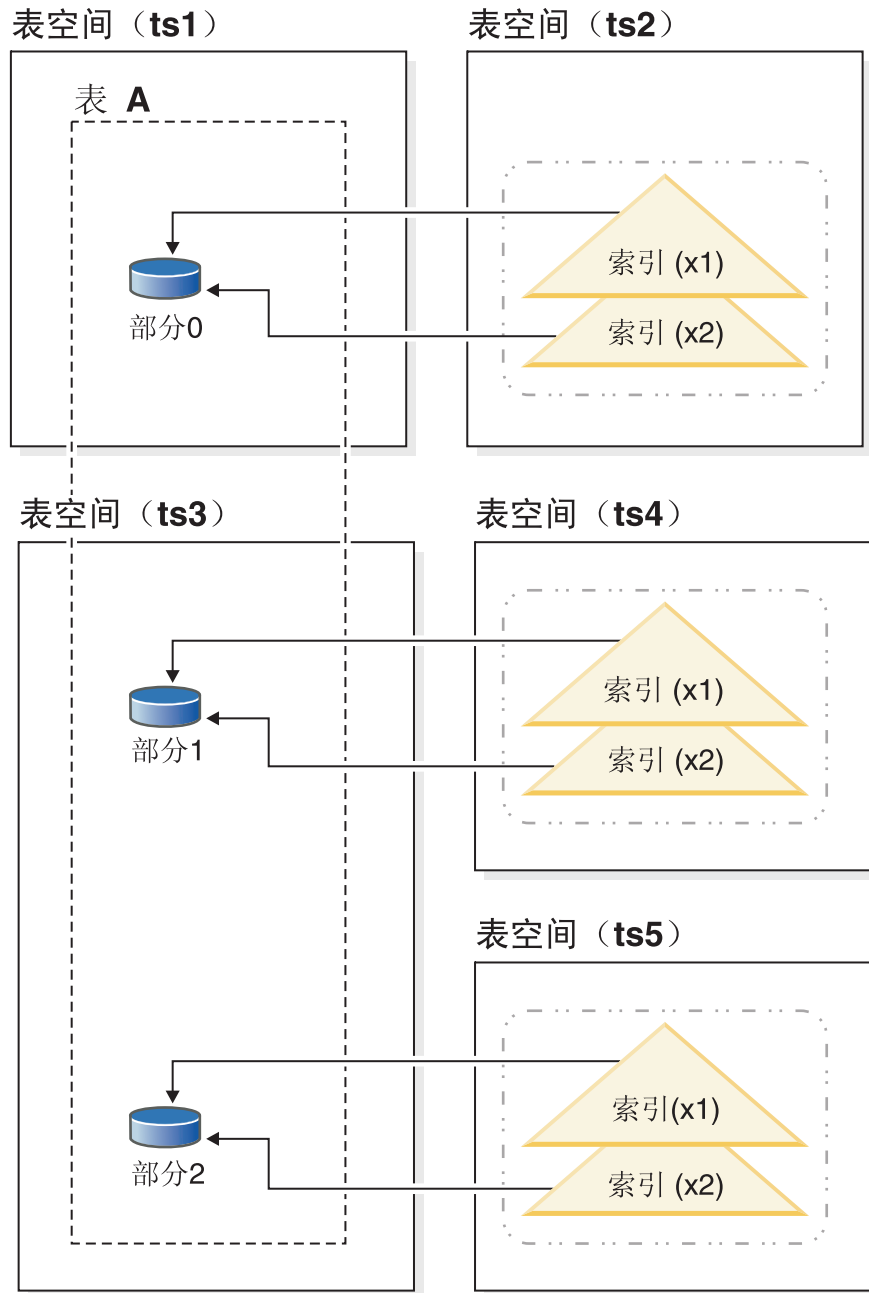 表空间（ts1）
表空间（ts2）
表 A
索引 (x1)
部分0
索引 (x2)
表空间（ts3）
表空间（ts4）
索引 (x1)
部分1
索引 (x2)
表空间（ts5）
索引(x1)
部分2
索引 (x2)